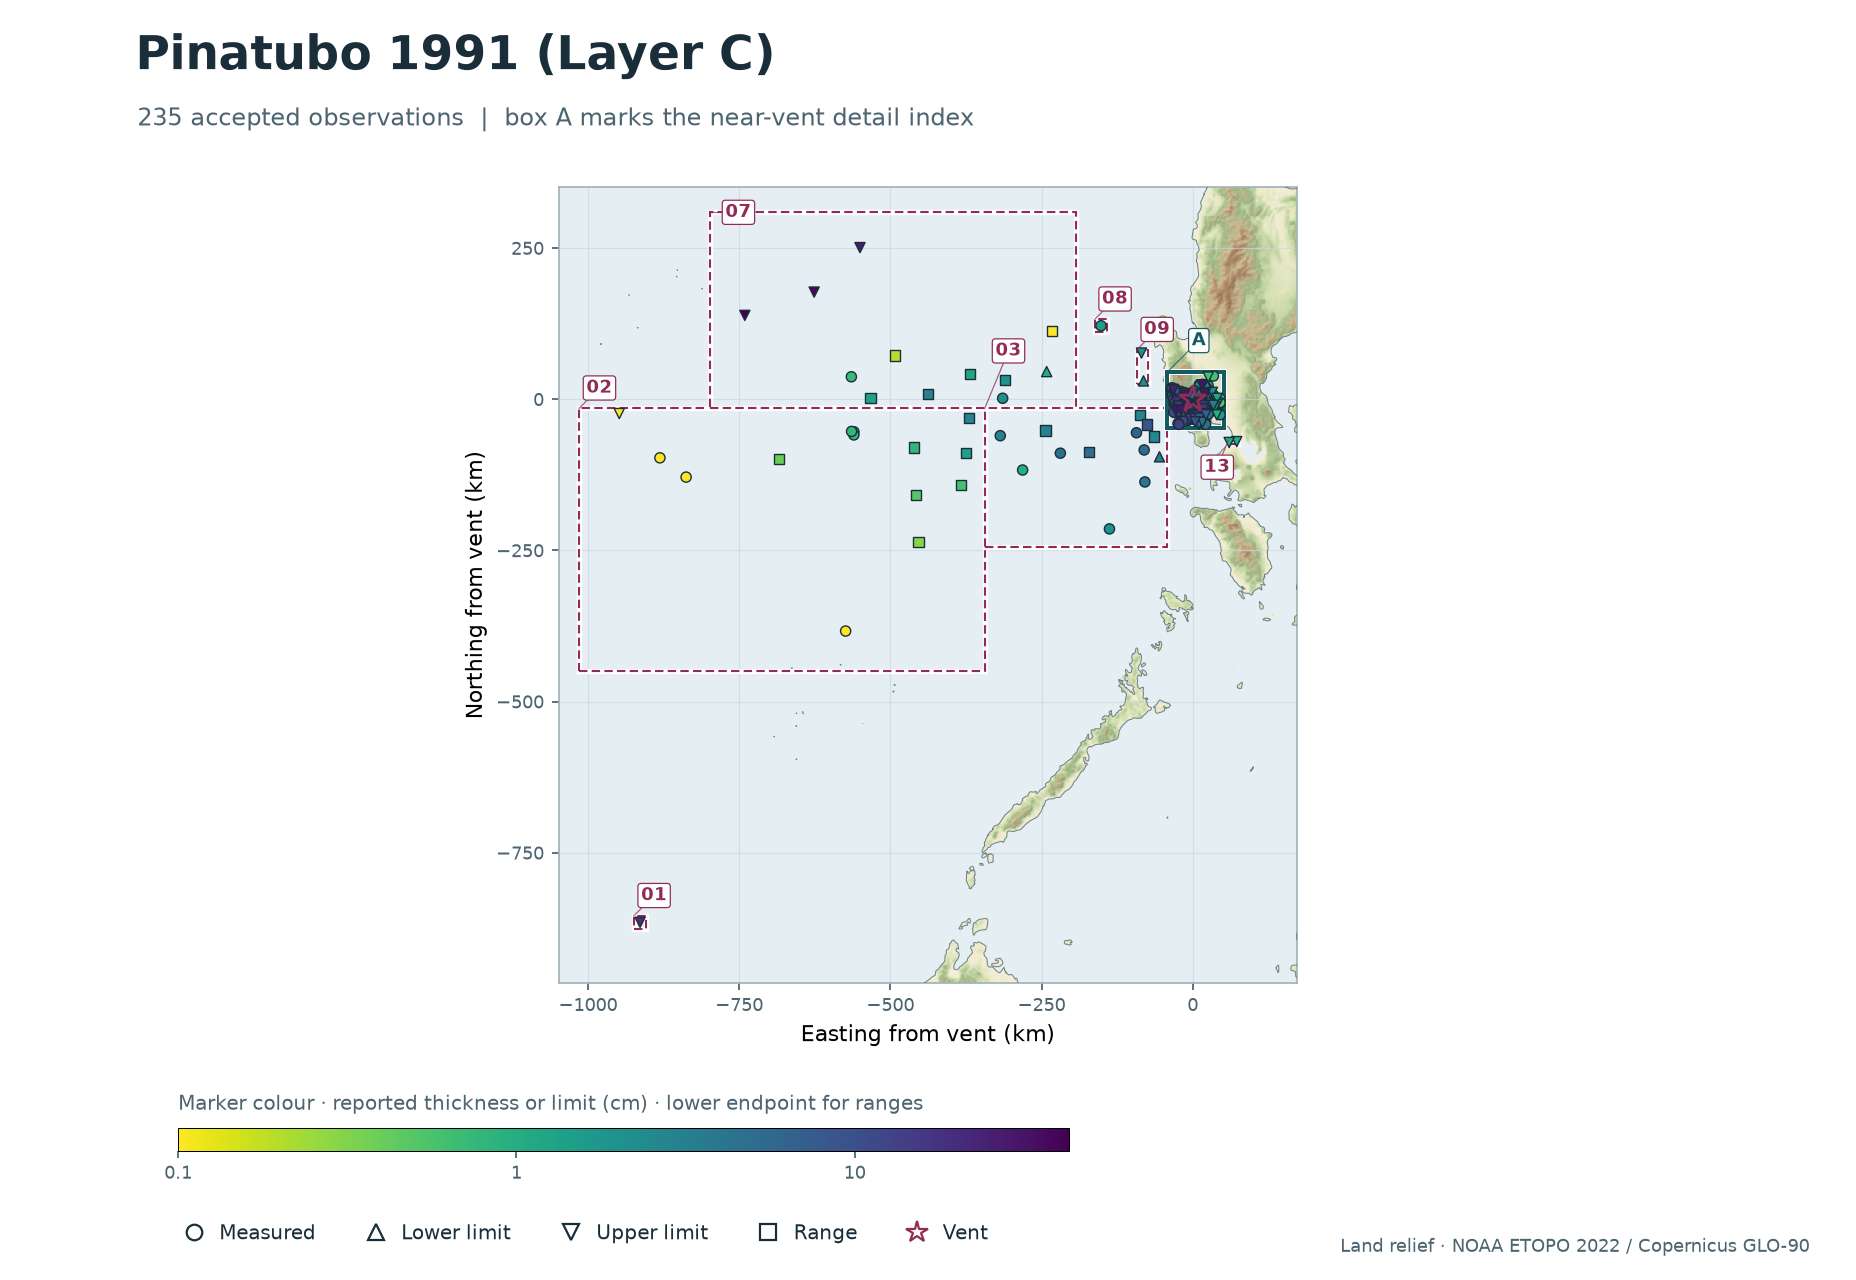 Pinatubo 1991 (Layer C)
235 accepted observations | box A marks the near-vent detail index
07
08
09
A
03
02
13
01
250
0
−250
−500
−750
Northing from vent (km)
−1000
−750
−500
−250
0
Easting from vent (km)
Marker colour · reported thickness or limit (cm) · lower endpoint for ranges
0.1
1
10
Measured
Lower limit
Upper limit
Range
Vent
Land relief · NOAA ETOPO 2022 / Copernicus GLO-90